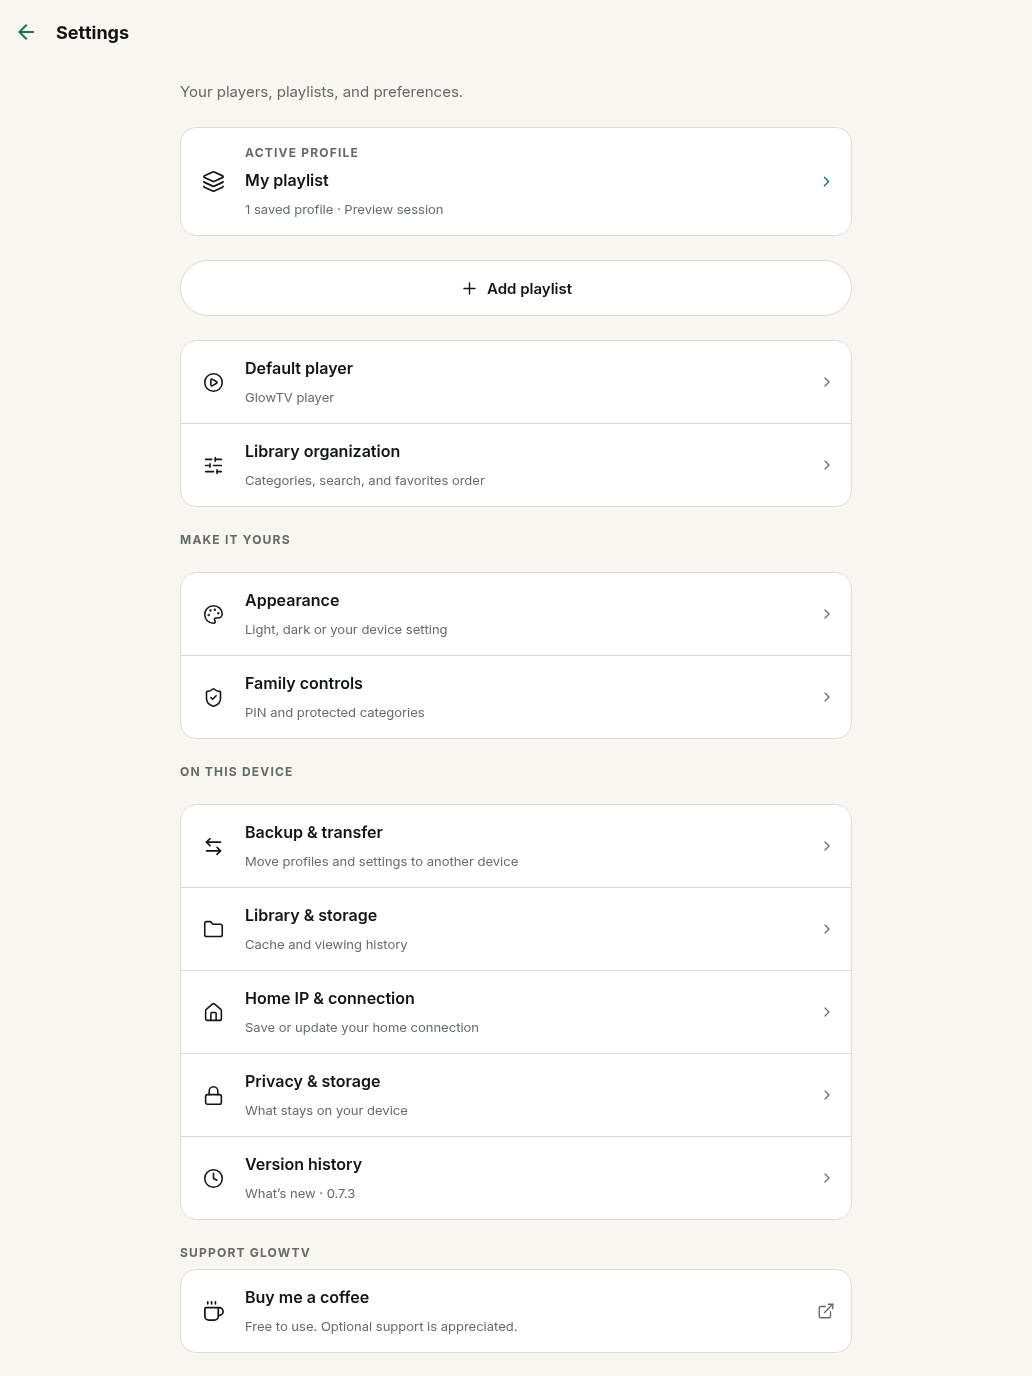 Settings
Your players, playlists, and preferences.
ACTIVE PROFILE
My playlist
1 saved profile · Preview session
Add playlist
Default player
GlowTV player
Library organization
Categories, search, and favorites order
MAKE IT YOURS
Appearance
Light, dark or your device setting
Family controls
PIN and protected categories
ON THIS DEVICE
Backup & transfer
Move profiles and settings to another device
Library & storage
Cache and viewing history
Home IP & connection
Save or update your home connection
Privacy & storage
What stays on your device
Version history
What’s new · 0.7.3
SUPPORT GLOWTV
Buy me a coffee
Free to use. Optional support is appreciated.